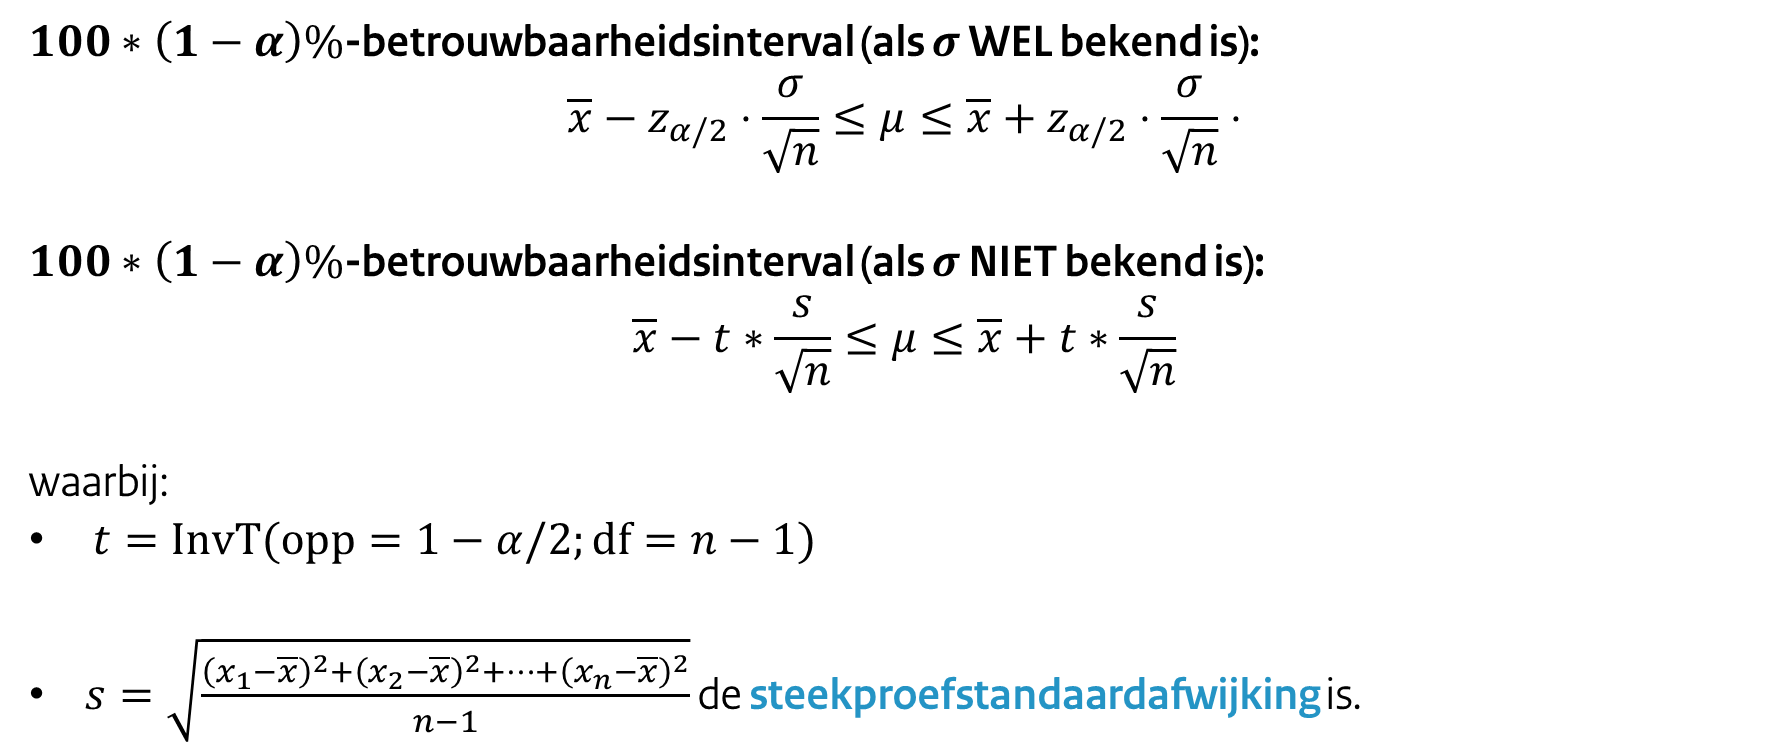 100 ∗ (1 − α)%-betrouwbaarheidsinterval (als σ WEL bekend is):
x̅ − z_{α/2} · σ/√n ≤ μ ≤ x̅ + z_{α/2} · σ/√n ·
100 ∗ (1 − α)%-betrouwbaarheidsinterval (als σ NIET bekend is):
x̅ − t ∗ s/√n ≤ μ ≤ x̅ + t ∗ s/√n
waarbij:
• t = InvT(opp = 1 − α/2; df = n − 1)
• s = √(((x₁−x̅)²+(x₂−x̅)²+⋯+(xₙ−x̅)²)/(n−1)) de steekproefstandaardafwijking is.